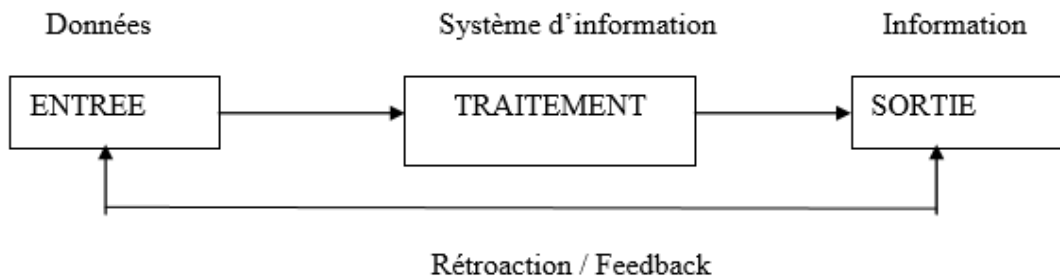 Données
Système d’information
Information
ENTREE
TRAITEMENT
SORTIE
Rétroaction / Feedback